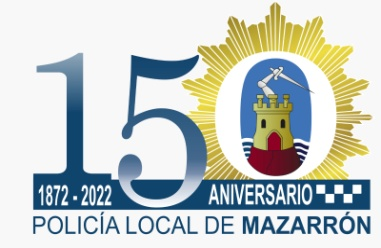 150
1872 - 2022 ANIVERSARIO
POLICÍA LOCAL DE MAZARRÓN